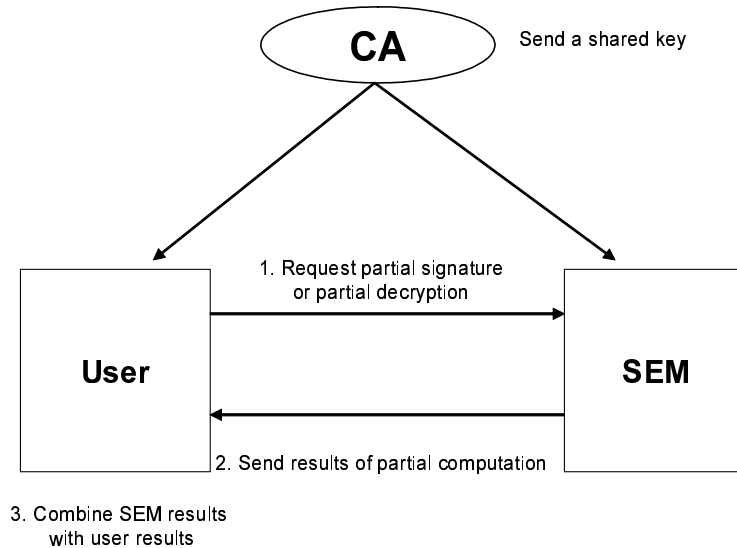 CA
Send a shared key
1. Request partial signature
or partial decryption
User
SEM
2. Send results of partial computation
3. Combine SEM results
with user results